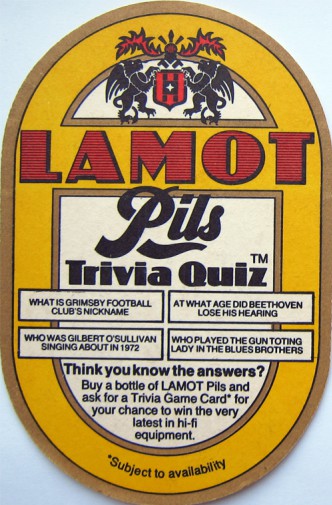 LAMOT
Pils
Trivia Quiz™
WHAT IS GRIMSBY FOOTBALL
CLUB'S NICKNAME
AT WHAT AGE DID BEETHOVEN
LOSE HIS HEARING
WHO WAS GILBERT O'SULLIVAN
SINGING ABOUT IN 1972
WHO PLAYED THE GUN TOTING
LADY IN THE BLUES BROTHERS
Think you know the answers?
Buy a bottle of LAMOT Pils and
ask for a Trivia Game Card* for
your chance to win the very
latest in hi-fi
equipment.
*Subject to availability